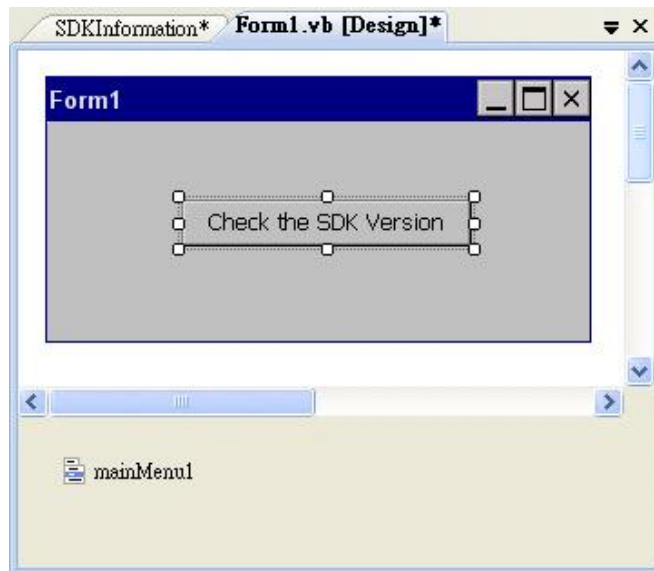 SDKInformation* Form1.vb [Design]*
Form1
Check the SDK Version
mainMenu1